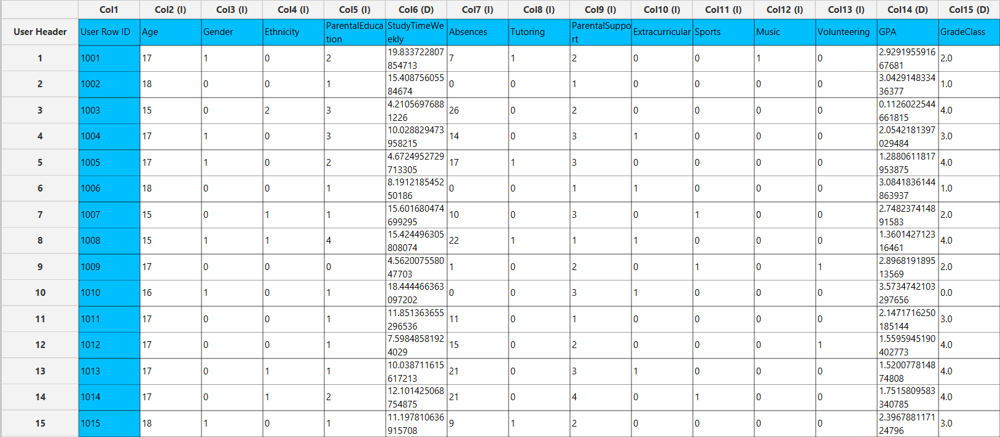 Col1 Col2 (I) Col3 (I) Col4 (I) Col5 (I) Col6 (D) Col7 (I) Col8 (I) Col9 (I) Col10 (I) Col11 (I) Col12 (I) Col13 (I) Col14 (D) Col15 (D)
User Header User Row ID Age Gender Ethnicity ParentalEducation StudyTimeWeekly Absences Tutoring ParentalSupport Extracurricular Sports Music Volunteering GPA GradeClass
1 1001 17 1 0 2 19.833722807854713 7 1 2 0 0 1 0 2.929195591667681 2.0
2 1002 18 0 0 1 15.40875605584674 0 0 1 0 0 0 0 3.042914833436377 1.0
3 1003 15 0 2 3 4.21056976881226 26 0 2 0 0 0 0 0.1126022544661815 4.0
4 1004 17 1 0 3 10.028829473958215 14 0 3 1 0 0 0 2.0542181397029484 3.0
5 1005 17 1 0 2 4.6724952729713305 17 1 3 0 0 0 0 1.2880611817953875 4.0
6 1006 18 0 0 1 8.191218545250186 0 0 1 1 0 0 0 3.0841836144863937 1.0
7 1007 15 0 1 1 15.601680474699295 10 0 3 0 1 0 0 2.748237414891583 2.0
8 1008 15 1 1 4 15.424496305808074 22 1 1 1 0 0 0 1.360142712316461 4.0
9 1009 17 0 0 0 4.562007558047703 1 0 2 0 1 0 1 2.896819189513569 2.0
10 1010 16 1 0 1 18.444466363097202 0 0 3 1 0 0 0 3.5734742103297656 0.0
11 1011 17 0 0 1 11.851363655296536 11 0 1 0 0 0 0 2.1471716250185144 3.0
12 1012 17 0 0 1 7.59848581924029 15 0 2 0 0 0 1 1.5595945190402773 4.0
13 1013 17 0 1 1 10.038711615617213 21 0 3 1 0 0 0 1.520077814874808 4.0
14 1014 17 0 1 2 12.101425068754875 21 0 4 0 1 0 0 1.7515809583340785 4.0
15 1015 18 1 0 1 11.197810636915708 9 1 2 0 0 0 0 2.396788117124796 3.0